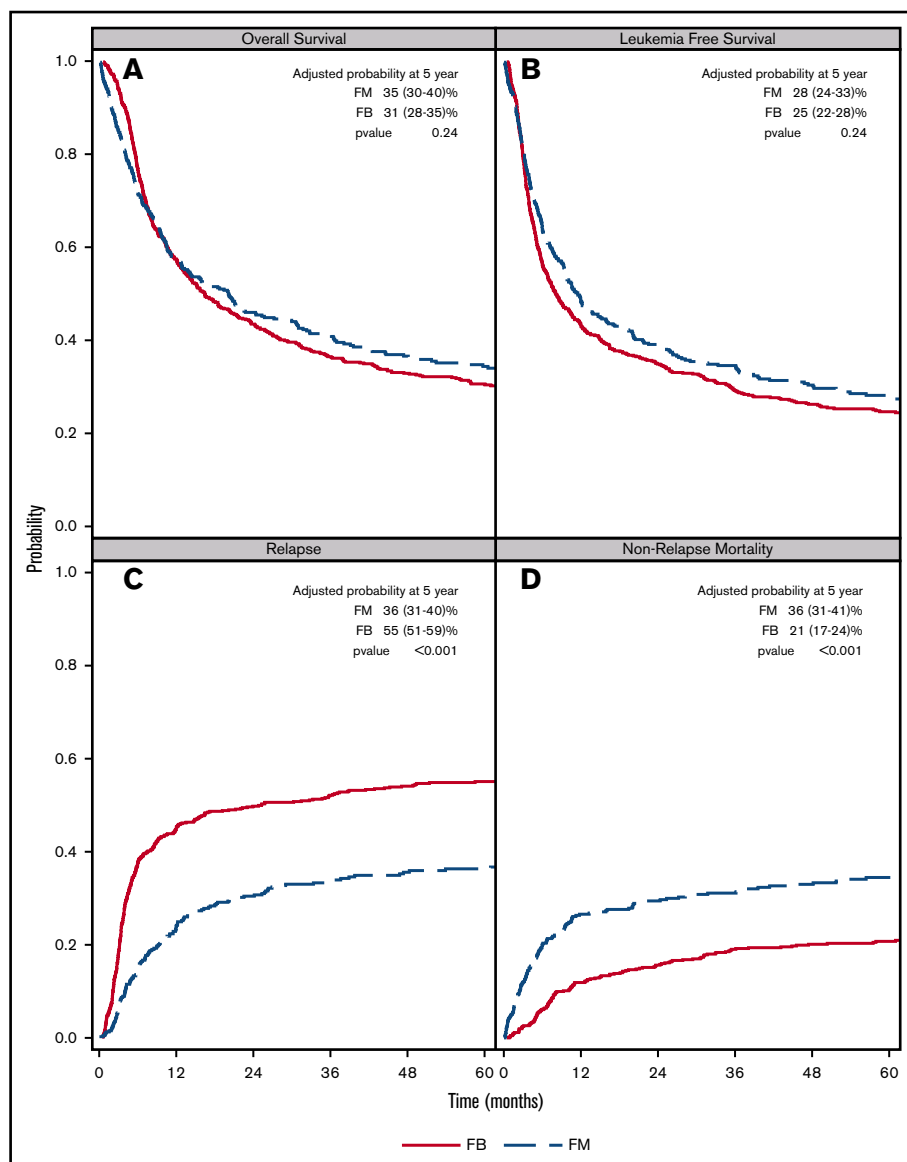 Overall Survival
Leukemia Free Survival
A
Adjusted probability at 5 year
FM 35 (30-40)%
FB 31 (28-35)%
pvalue 0.24
B
Adjusted probability at 5 year
FM 28 (24-33)%
FB 25 (22-28)%
pvalue 0.24
1.0
0.8
0.6
0.4
0.2
0.0
Probability
Relapse
Non-Relapse Mortality
C
Adjusted probability at 5 year
FM 36 (31-40)%
FB 55 (51-59)%
pvalue <0.001
D
Adjusted probability at 5 year
FM 36 (31-41)%
FB 21 (17-24)%
pvalue <0.001
1.0
0.8
0.6
0.4
0.2
0.0
0 12 24 36 48 60
0 12 24 36 48 60
Time (months)
FB FM